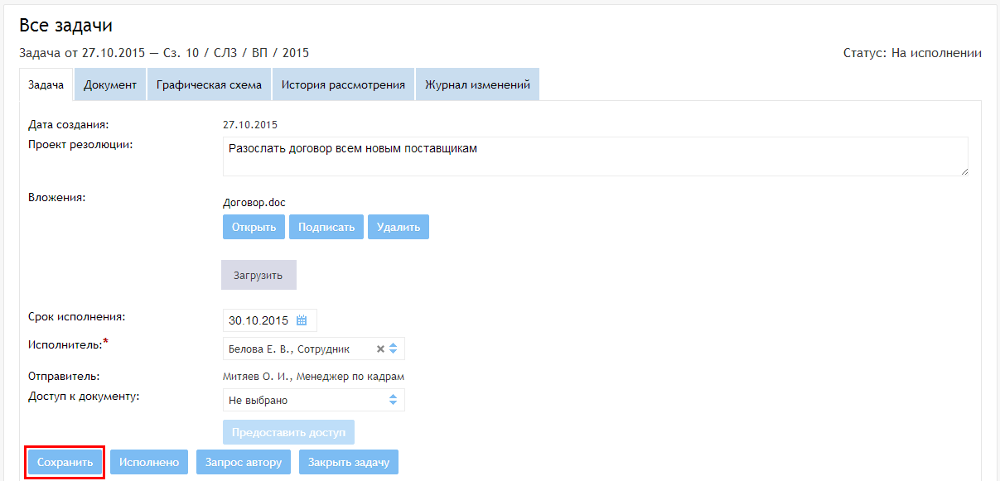 Все задачи
Задача от 27.10.2015 — Сз. 10 / СЛЗ / ВП / 2015 Статус: На исполнении
Задача Документ Графическая схема История рассмотрения Журнал изменений
Дата создания: 27.10.2015
Проект резолюции: Разослать договор всем новым поставщикам
Вложения: Договор.doc
Открыть Подписать Удалить
Загрузить
Срок исполнения: 30.10.2015
Исполнитель:* Белова Е. В., Сотрудник
Отправитель: Митяев О. И., Менеджер по кадрам
Доступ к документу: Не выбрано
Предоставить доступ
Сохранить Исполнено Запрос автору Закрыть задачу